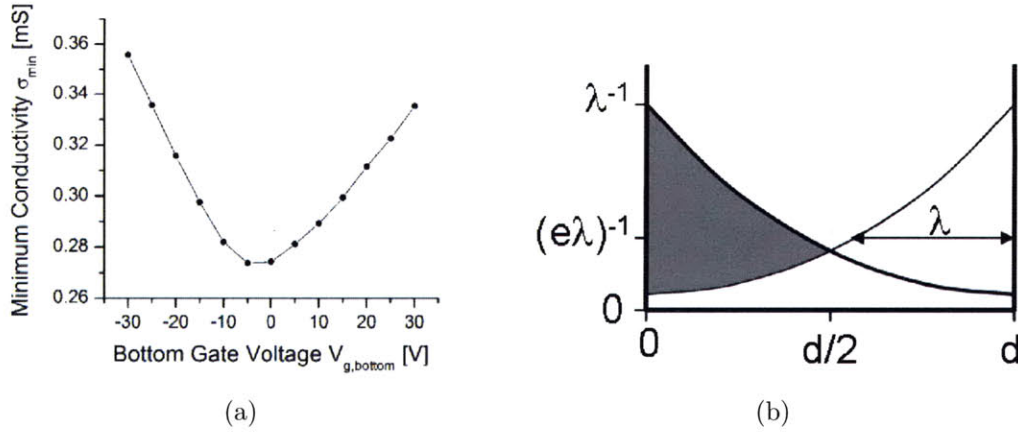 Minimum Conductivity σmin [mS]
0.36
0.34
0.32
0.30
0.28
0.26
-30 -20 -10 0 10 20 30
Bottom Gate Voltage Vg,bottom [V]
(a)
λ-1
(eλ)-1
λ
0
0 d/2 d
(b)